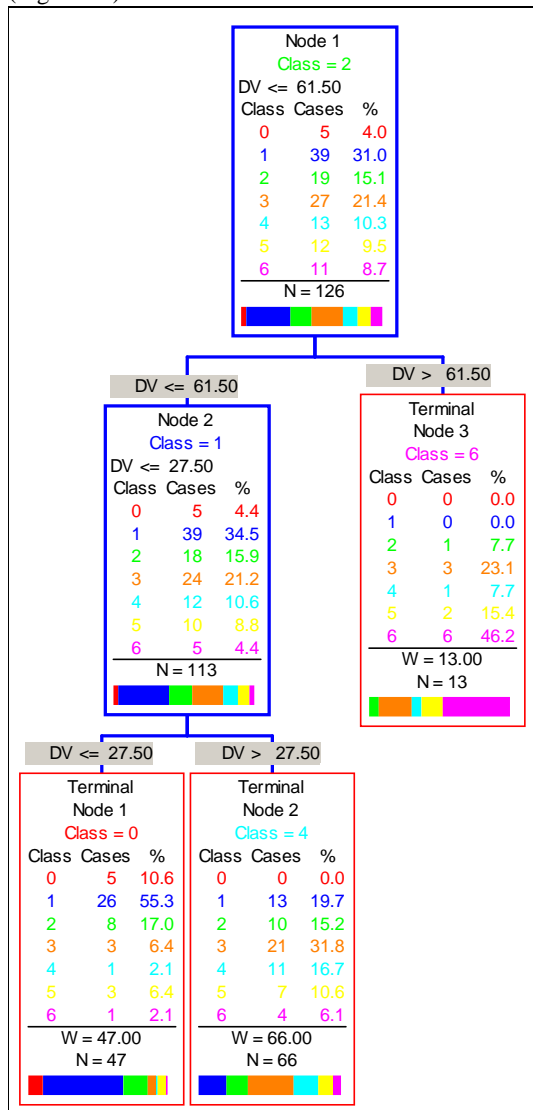 Node 1
Class = 2
DV <= 61.50
Class Cases %
0 5 4.0
1 39 31.0
2 19 15.1
3 27 21.4
4 13 10.3
5 12 9.5
6 11 8.7
N = 126
DV <= 61.50
DV > 61.50
Node 2
Class = 1
DV <= 27.50
Class Cases %
0 5 4.4
1 39 34.5
2 18 15.9
3 24 21.2
4 12 10.6
5 10 8.8
6 5 4.4
N = 113
Terminal
Node 3
Class = 6
Class Cases %
0 0 0.0
1 0 0.0
2 1 7.7
3 3 23.1
4 1 7.7
5 2 15.4
6 6 46.2
W = 13.00
N = 13
DV <= 27.50
DV > 27.50
Terminal
Node 1
Class = 0
Class Cases %
0 5 10.6
1 26 55.3
2 8 17.0
3 3 6.4
4 1 2.1
5 3 6.4
6 1 2.1
W = 47.00
N = 47
Terminal
Node 2
Class = 4
Class Cases %
0 0 0.0
1 13 19.7
2 10 15.2
3 21 31.8
4 11 16.7
5 7 10.6
6 4 6.1
W = 66.00
N = 66